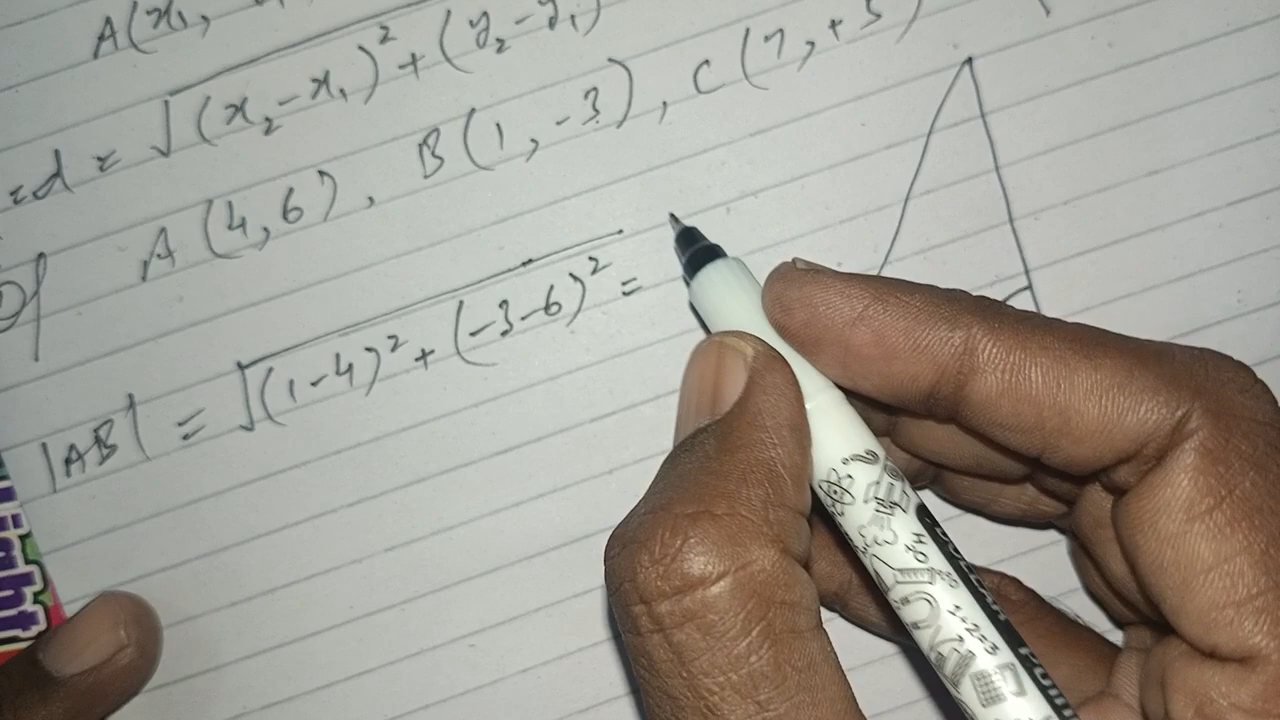 A(x₁,
=d = √(x₂-x₁)²+(y₂-y₁)
A(4,6), B(1,-3), C(7,+5)
|AB| = √(1-4)²+(-3-6)² =